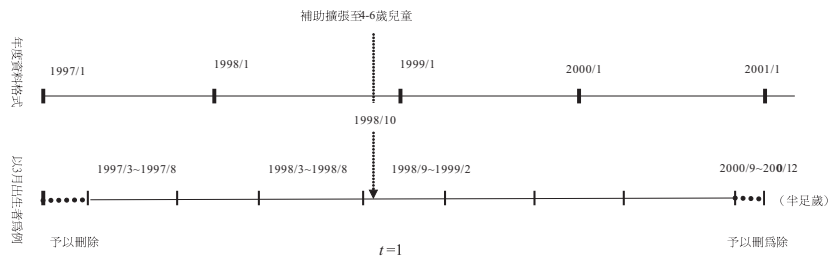 補助擴張至4-6歲兒童
年度資料格式
1997/1
1998/1
1999/1
2000/1
2001/1
1998/10
以3月出生者爲例
1997/3~1997/8
1998/3~1998/8
1998/9~1999/2
2000/9~200/12
（半足歲）
予以刪除
t=1
予以刪爲除